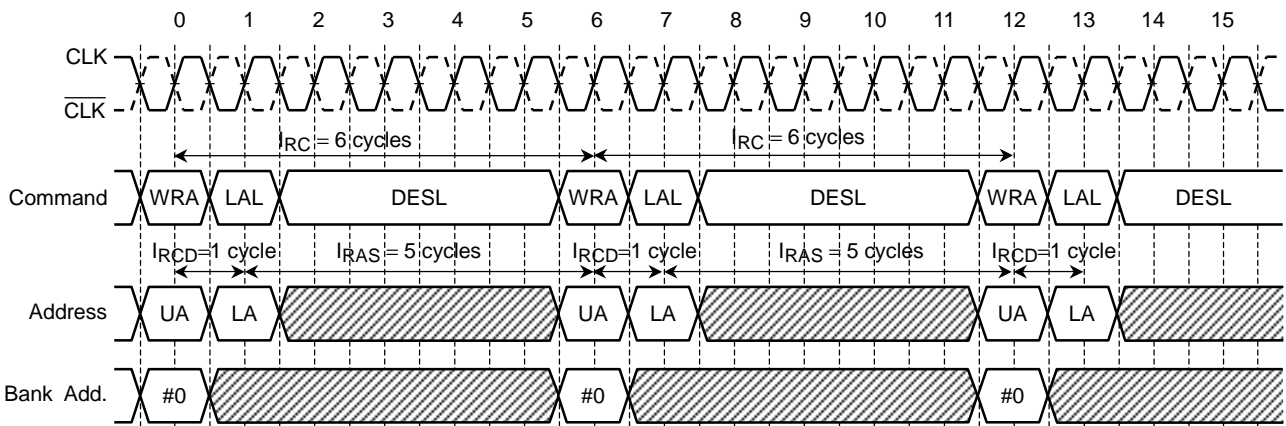 0 1 2 3 4 5 6 7 8 9 10 11 12 13 14 15
CLK
CLK
IRC = 6 cycles IRC = 6 cycles
Command WRA LAL DESL WRA LAL DESL WRA LAL DESL
IRCD=1 cycle IRAS = 5 cycles IRCD=1 cycle IRAS = 5 cycles IRCD=1 cycle
Address UA LA UA LA UA LA
Bank Add. #0 #0 #0